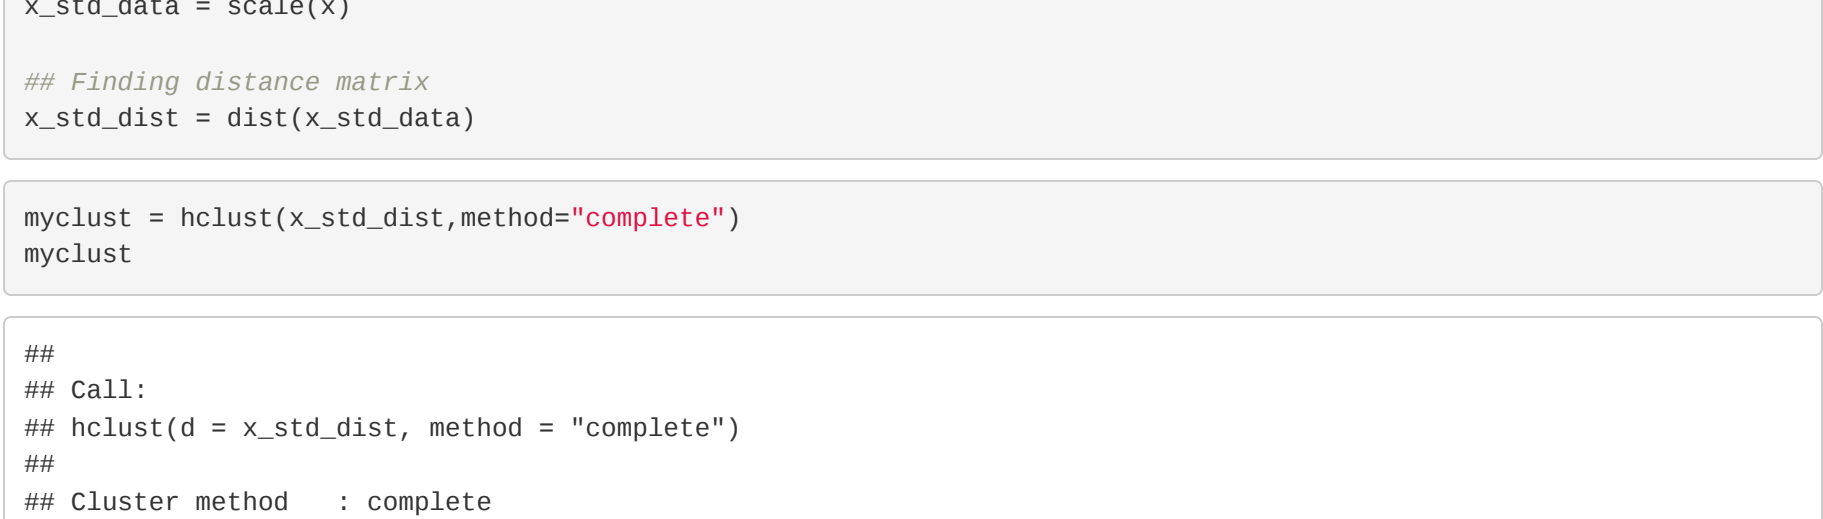 x_std_data = scale(x)
## Finding distance matrix
x_std_dist = dist(x_std_data)
myclust = hclust(x_std_dist,method="complete")
myclust
##
## Call:
## hclust(d = x_std_dist, method = "complete")
##
## Cluster method   : complete